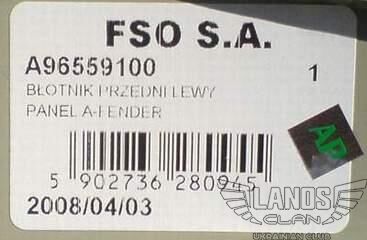 FSO S.A.
A96559100 1
BŁOTNIK PRZEDNI LEWY
PANEL A-FENDER
AP
5 902736 280945
2008/04/03
LANOS
CLAN
UKRAINIAN CLUB